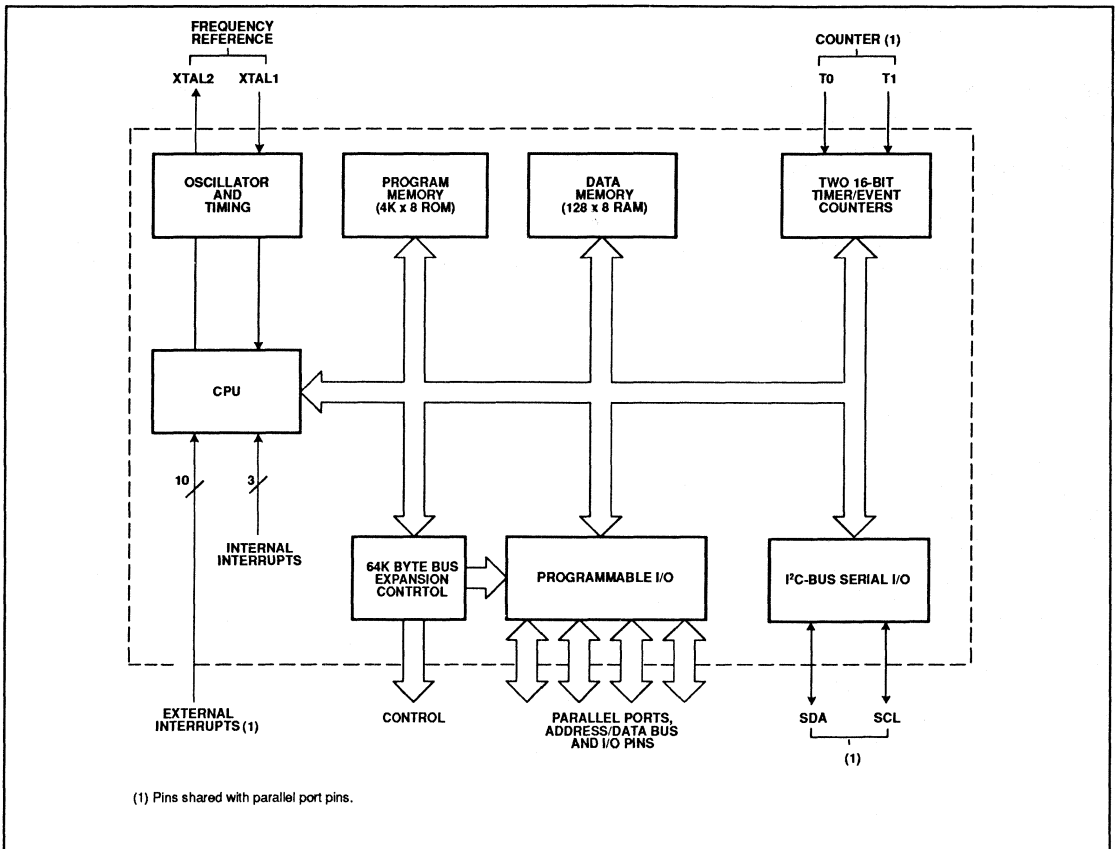 FREQUENCY
REFERENCE
XTAL2 XTAL1
COUNTER (1)
T0 T1
OSCILLATOR
AND
TIMING
PROGRAM
MEMORY
(4K x 8 ROM)
DATA
MEMORY
(128 x 8 RAM)
TWO 16-BIT
TIMER/EVENT
COUNTERS
CPU
10 3
INTERNAL
INTERRUPTS
64K BYTE BUS
EXPANSION
CONTRTOL
PROGRAMMABLE I/O
I²C-BUS SERIAL I/O
EXTERNAL
INTERRUPTS (1)
CONTROL
PARALLEL PORTS,
ADDRESS/DATA BUS
AND I/O PINS
SDA SCL
(1)
(1) Pins shared with parallel port pins.